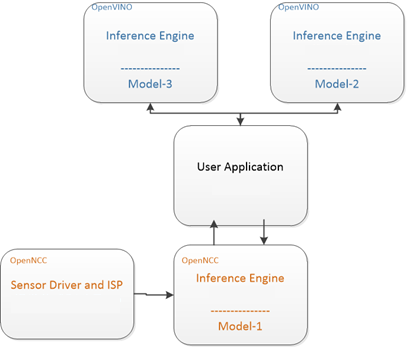 OpenVINO
Inference Engine
---------------
Model-3
OpenVINO
Inference Engine
---------------
Model-2
User Application
OpenNCC
Sensor Driver and ISP
OpenNCC
Inference Engine
---------------
Model-1